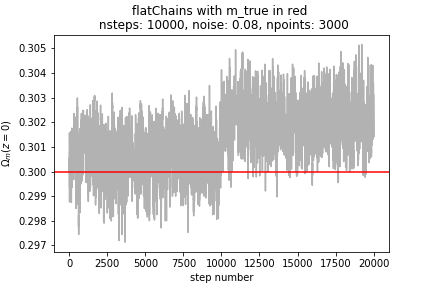 flatChains with m_true in red
nsteps: 10000, noise: 0.08, npoints: 3000
0.305
0.304
0.303
0.302
0.301
0.300
0.299
0.298
0.297
Ωm(z = 0)
0 2500 5000 7500 10000 12500 15000 17500 20000
step number